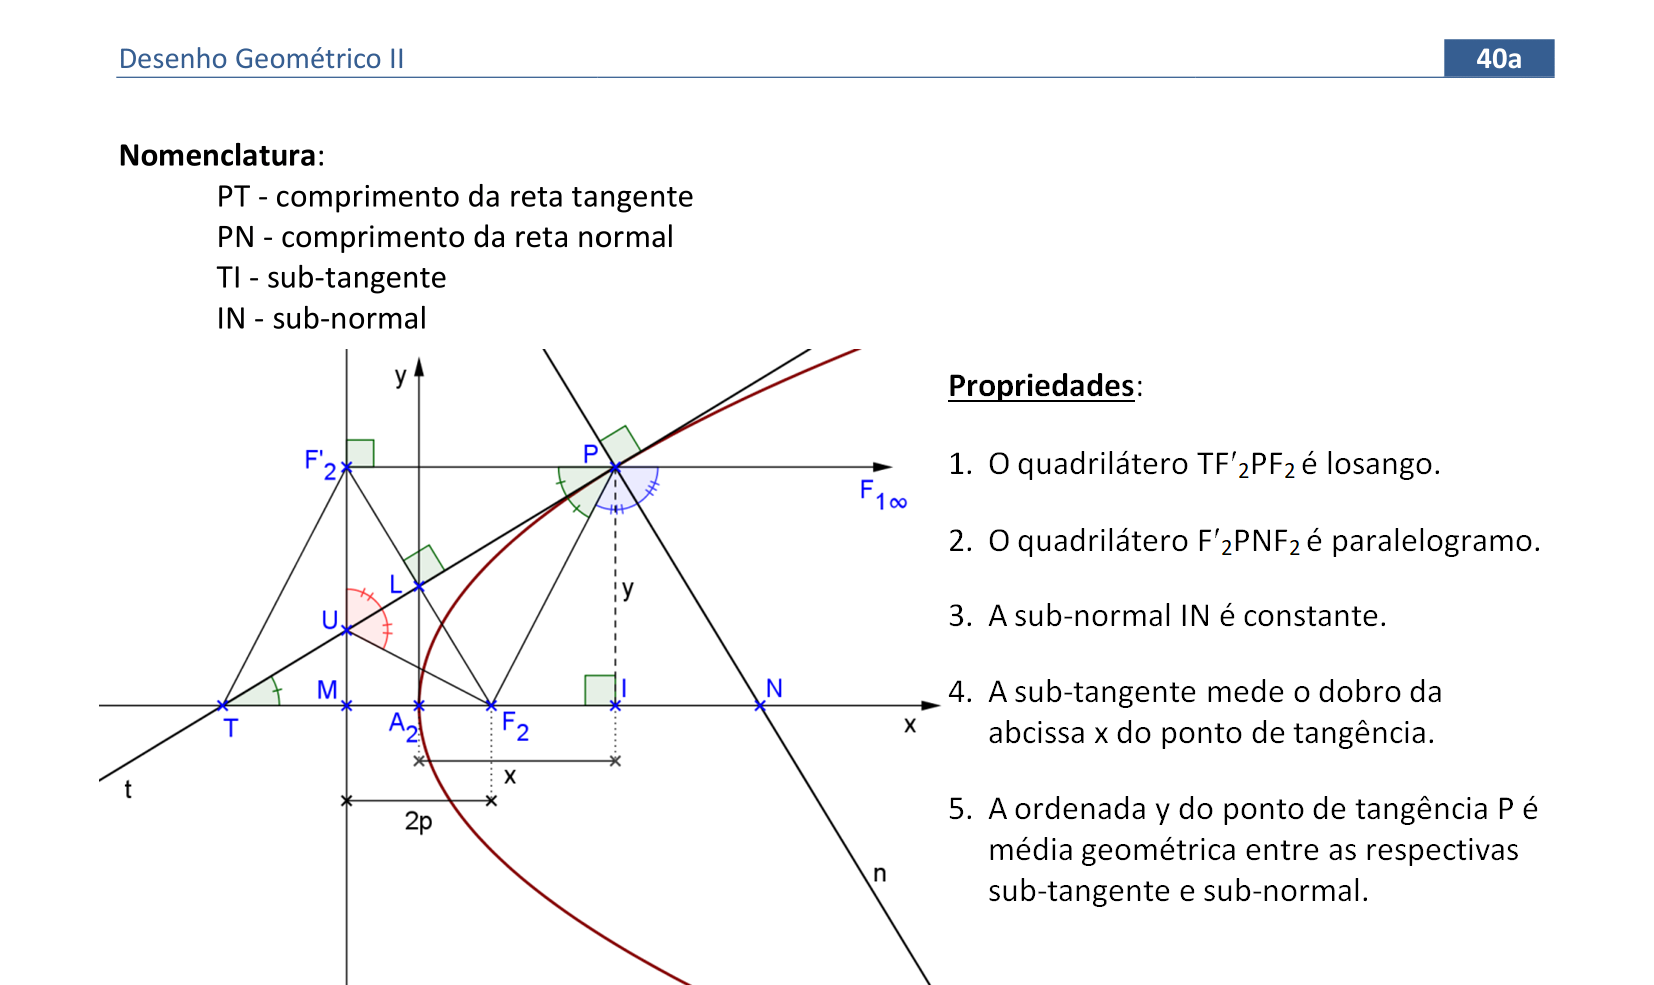 Desenho Geométrico II
40a
Nomenclatura:
PT - comprimento da reta tangente
PN - comprimento da reta normal
TI - sub-tangente
IN - sub-normal
y
F'₂
P
F₁∞
L
y
U
M
I
N
T
A₂
F₂
x
x
t
2p
n
Propriedades:
1. O quadrilátero TF′₂PF₂ é losango.
2. O quadrilátero F′₂PNF₂ é paralelogramo.
3. A sub-normal IN é constante.
4. A sub-tangente mede o dobro da
abcissa x do ponto de tangência.
5. A ordenada y do ponto de tangência P é
média geométrica entre as respectivas
sub-tangente e sub-normal.